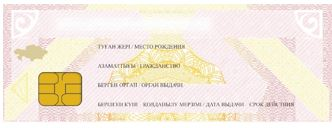 ТУҒАН ЖЕРІ / МЕСТО РОЖДЕНИЯ
АЗАМАТТЫҒЫ / ГРАЖДАНСТВО
БЕРГЕН ОРГАН / ОРГАН ВЫДАЧИ
БЕРІЛГЕН КҮНІ ҚОЛДАНЫЛУ МЕРЗІМІ / ДАТА ВЫДАЧИ СРОК ДЕЙСТВИЯ